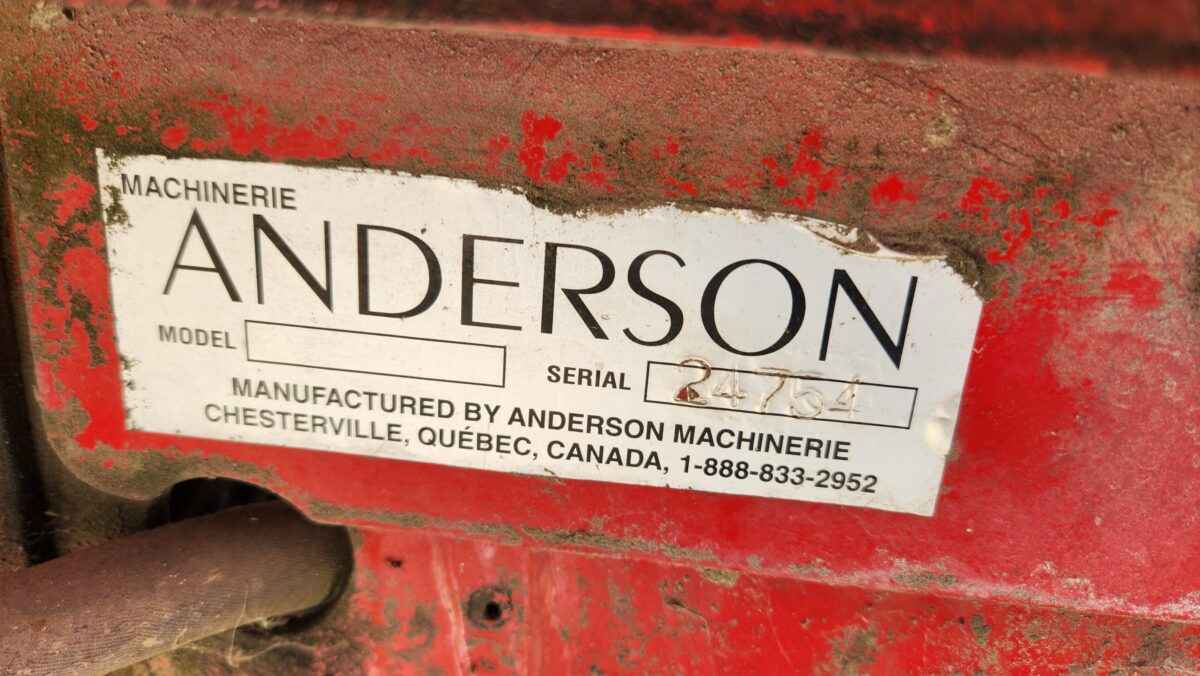 MACHINERIE
ANDERSON
MODEL
SERIAL 24754
MANUFACTURED BY ANDERSON MACHINERIE
CHESTERVILLE, QUÉBEC, CANADA, 1-888-833-2952